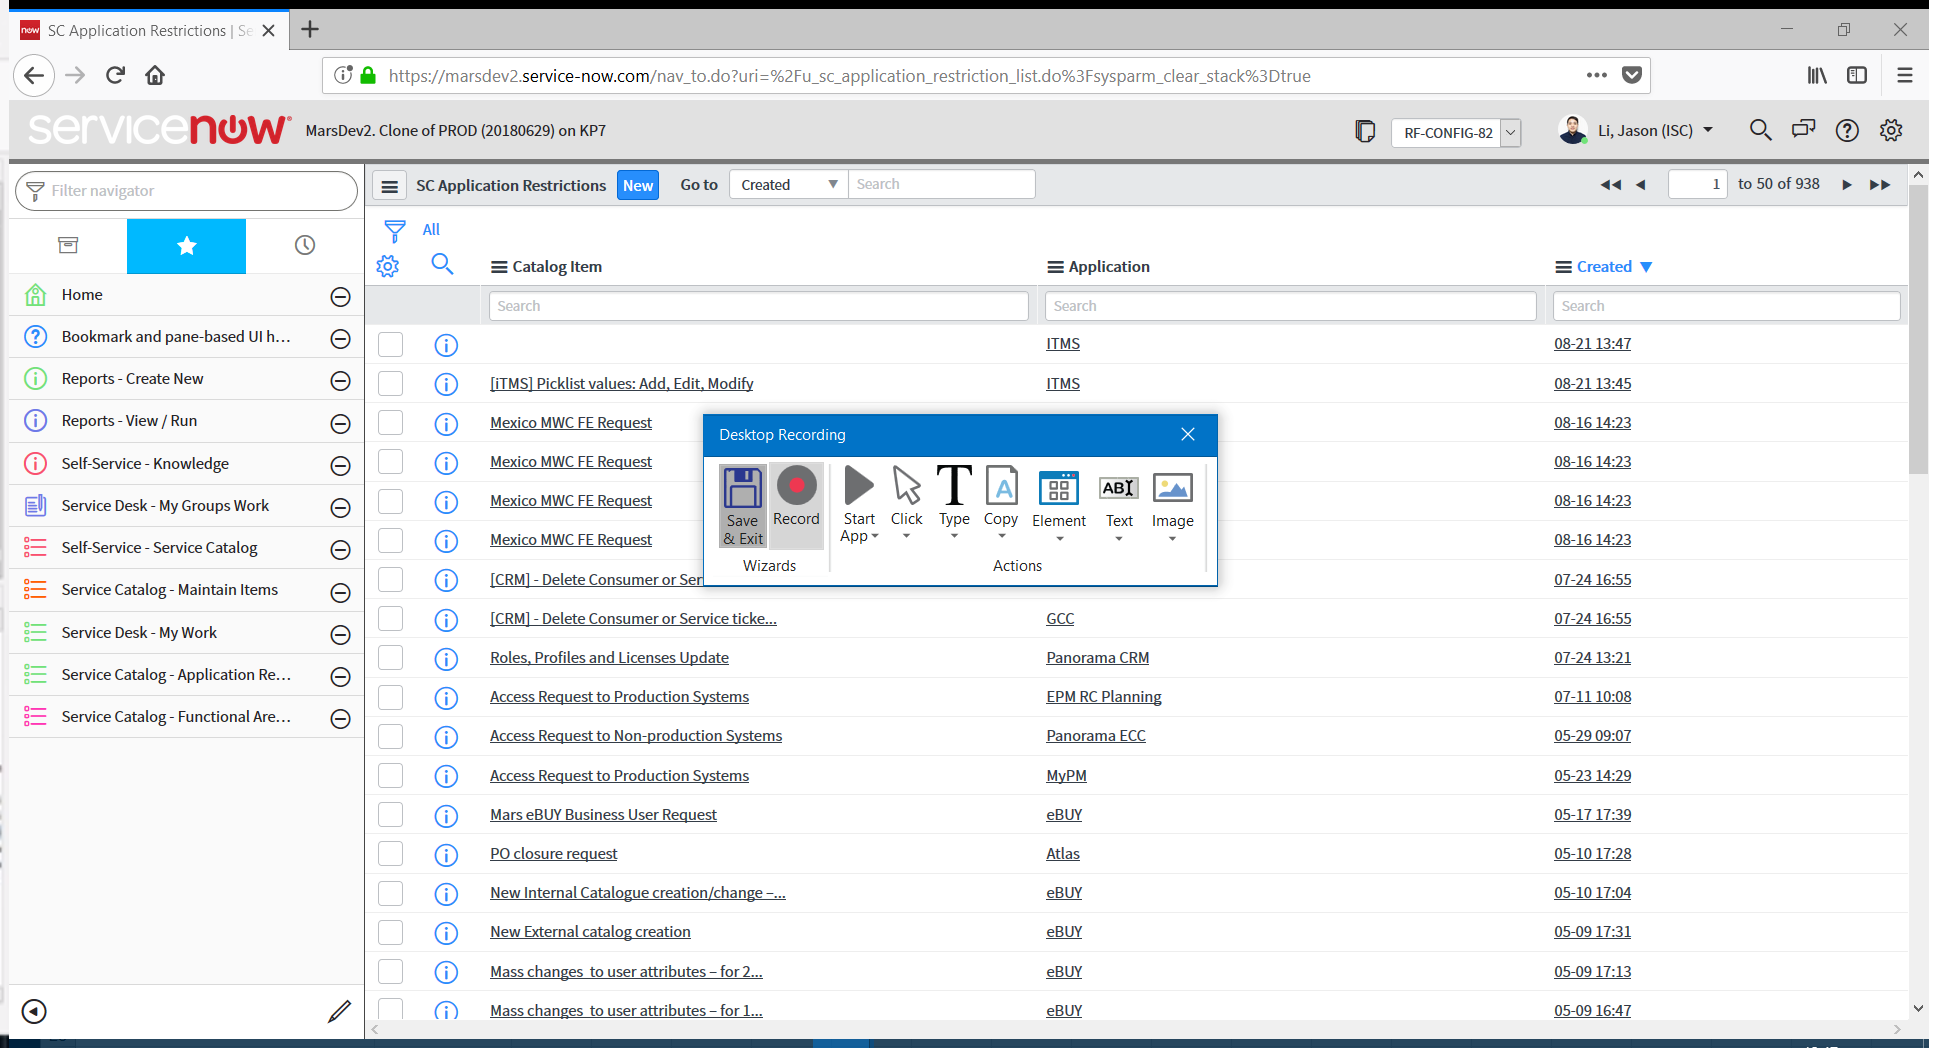 now SC Application Restrictions | Se
https://marsdev2.service-now.com/nav_to.do?uri=%2Fu_sc_application_restriction_list.do%3Fsysparm_clear_stack%3Dtrue
servicenow MarsDev2. Clone of PROD (20180629) on KP7 RF-CONFIG-82 Li, Jason (ISC)
Filter navigator
Home
Bookmark and pane-based UI h...
Reports - Create New
Reports - View / Run
Self-Service - Knowledge
Service Desk - My Groups Work
Self-Service - Service Catalog
Service Catalog - Maintain Items
Service Desk - My Work
Service Catalog - Application Re...
Service Catalog - Functional Are...
SC Application Restrictions New Go to Created Search 1 to 50 of 938
All
Catalog Item Application Created
Search Search Search
ITMS 08-21 13:47
[iTMS] Picklist values: Add, Edit, Modify ITMS 08-21 13:45
Mexico MWC FE Request 08-16 14:23
Mexico MWC FE Request 08-16 14:23
Mexico MWC FE Request 08-16 14:23
Mexico MWC FE Request 08-16 14:23
[CRM] - Delete Consumer or Ser 07-24 16:55
[CRM] - Delete Consumer or Service ticke... GCC 07-24 16:55
Roles, Profiles and Licenses Update Panorama CRM 07-24 13:21
Access Request to Production Systems EPM RC Planning 07-11 10:08
Access Request to Non-production Systems Panorama ECC 05-29 09:07
Access Request to Production Systems MyPM 05-23 14:29
Mars eBUY Business User Request eBUY 05-17 17:39
PO closure request Atlas 05-10 17:28
New Internal Catalogue creation/change –... eBUY 05-10 17:04
New External catalog creation eBUY 05-09 17:31
Mass changes to user attributes – for 2... eBUY 05-09 17:13
Mass changes to user attributes – for 1... eBUY 05-09 16:47
Desktop Recording
T A ABI
Save & Exit Record Start App Click Type Copy Element Text Image
Wizards Actions